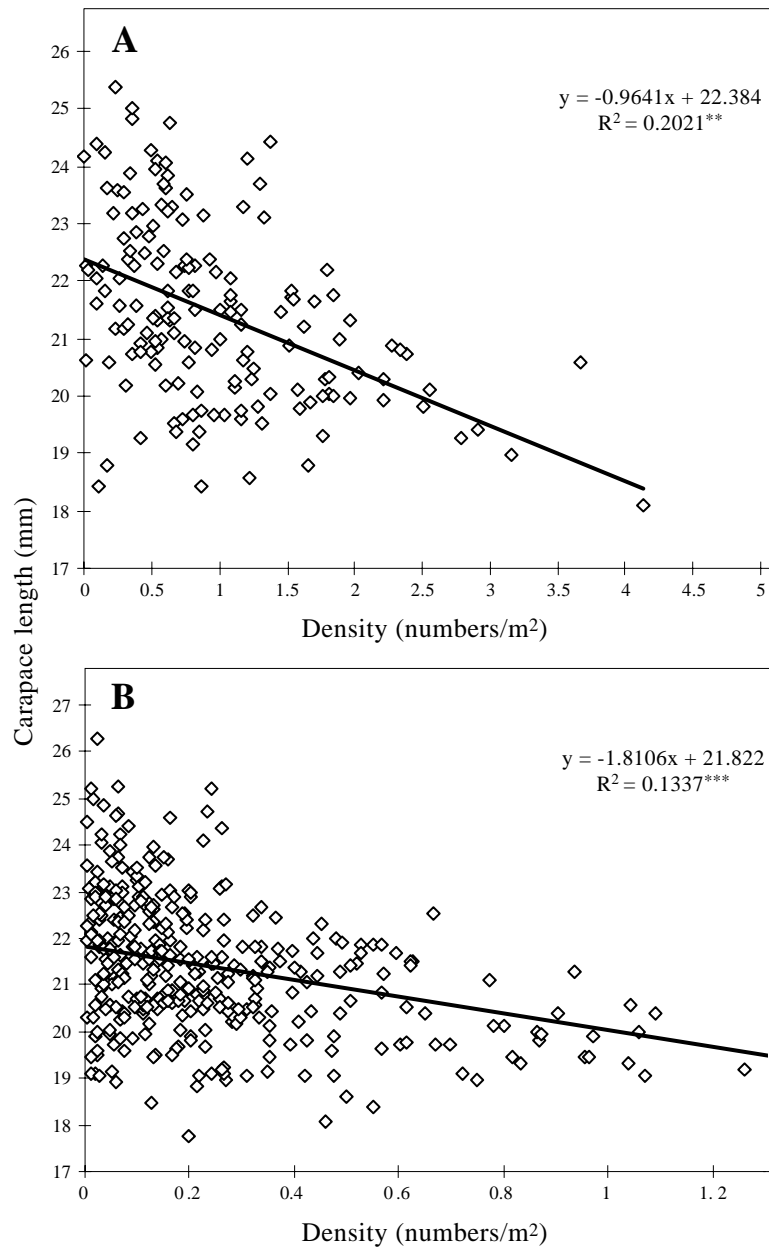 A
26
25
24
23
22
21
20
19
18
17
y = -0.9641x + 22.384
R² = 0.2021**
0 0.5 1 1.5 2 2.5 3 3.5 4 4.5 5
Density (numbers/m²)
Carapace length (mm)
B
27
26
25
24
23
22
21
20
19
18
17
y = -1.8106x + 21.822
R² = 0.1337***
0 0.2 0.4 0.6 0.8 1 1.2
Density (numbers/m²)